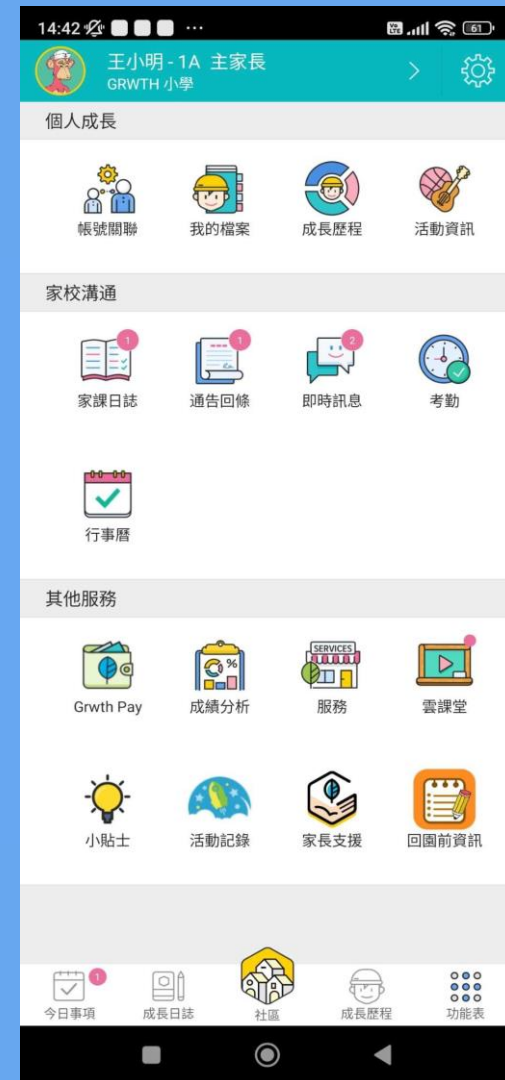 14:42
61
王小明 - 1A 主家長
GRWTH 小學
個人成長
帳號關聯 我的檔案 成長歷程 活動資訊
家校溝通
1 1 2
家課日誌 通告回條 即時訊息 考勤
行事曆
其他服務
% SERVICES
Grwth Pay 成績分析 服務 雲課堂
小貼士 活動記錄 家長支援 回園前資訊
1
今日事項 成長日誌 社區 成長歷程 功能表